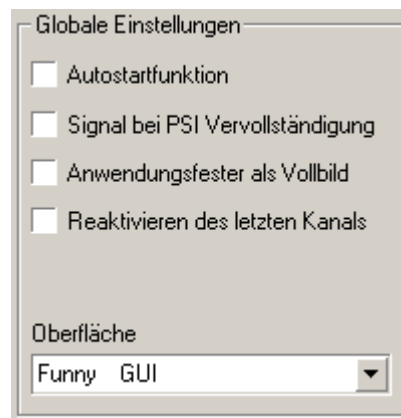 Globale Einstellungen
Autostartfunktion
Signal bei PSI Vervollständigung
Anwendungsfester als Vollbild
Reaktivieren des letzten Kanals
Oberfläche
Funny GUI